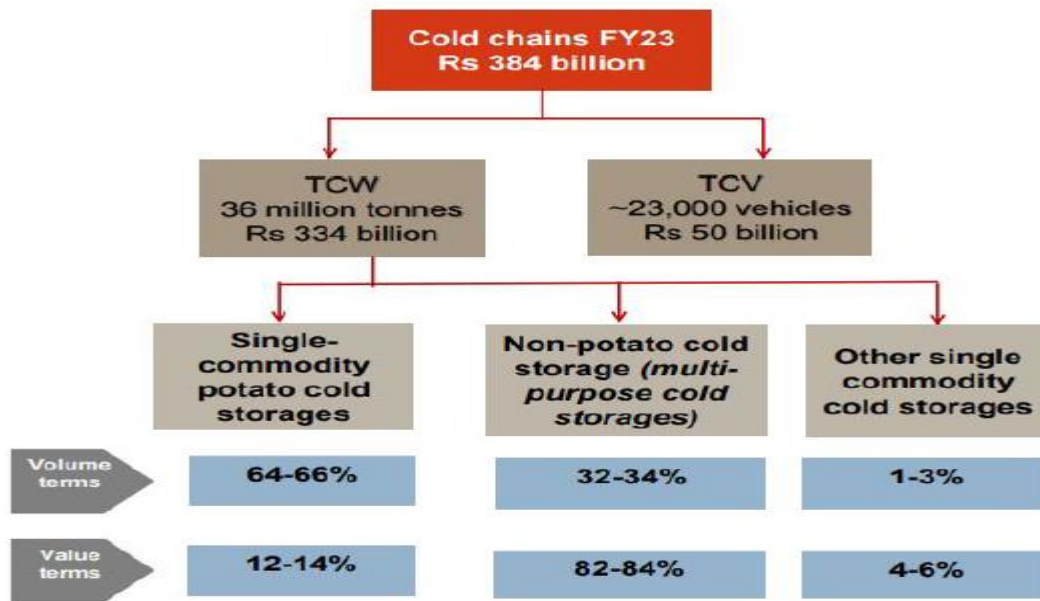 Cold chains FY23
Rs 384 billion
TCW
36 million tonnes
Rs 334 billion
TCV
~23,000 vehicles
Rs 50 billion
Single-
commodity
potato cold
storages
Non-potato cold
storage (multi-
purpose cold
storages)
Other single
commodity
cold storages
Volume
terms
64-66%
32-34%
1-3%
Value
terms
12-14%
82-84%
4-6%